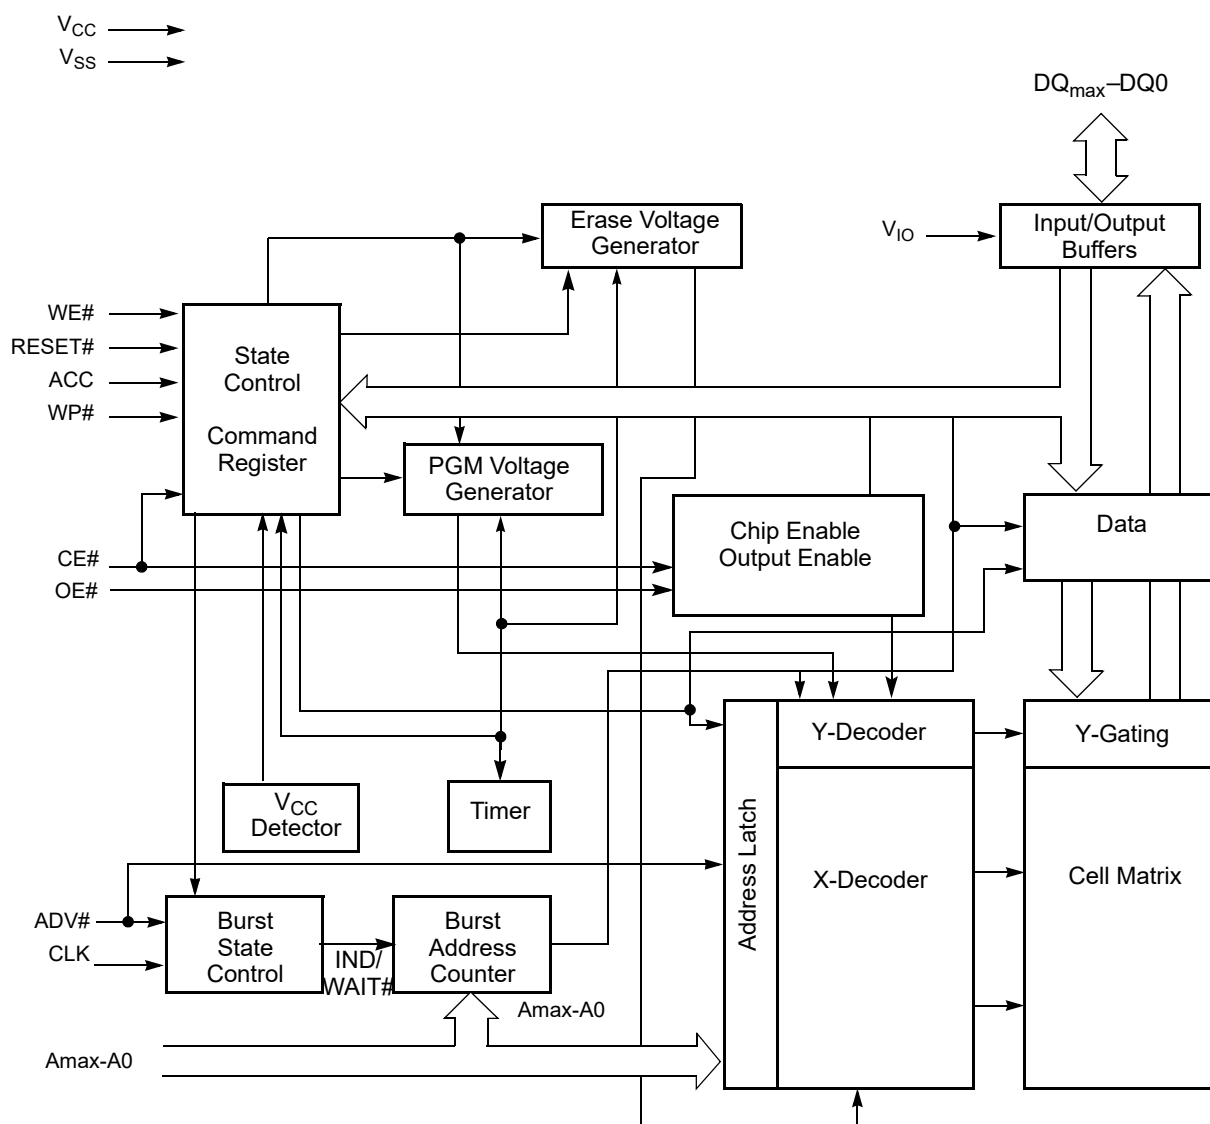 VCC
VSS
DQmax–DQ0
Erase Voltage
Generator
VIO
Input/Output
Buffers
WE#
RESET#
ACC
WP#
State
Control
Command
Register
PGM Voltage
Generator
Chip Enable
Output Enable
Data
CE#
OE#
Y-Decoder
Y-Gating
VCC
Detector
Timer
Address Latch
X-Decoder
Cell Matrix
ADV#
CLK
Burst
State
Control
IND/
WAIT#
Burst
Address
Counter
Amax-A0
Amax-A0